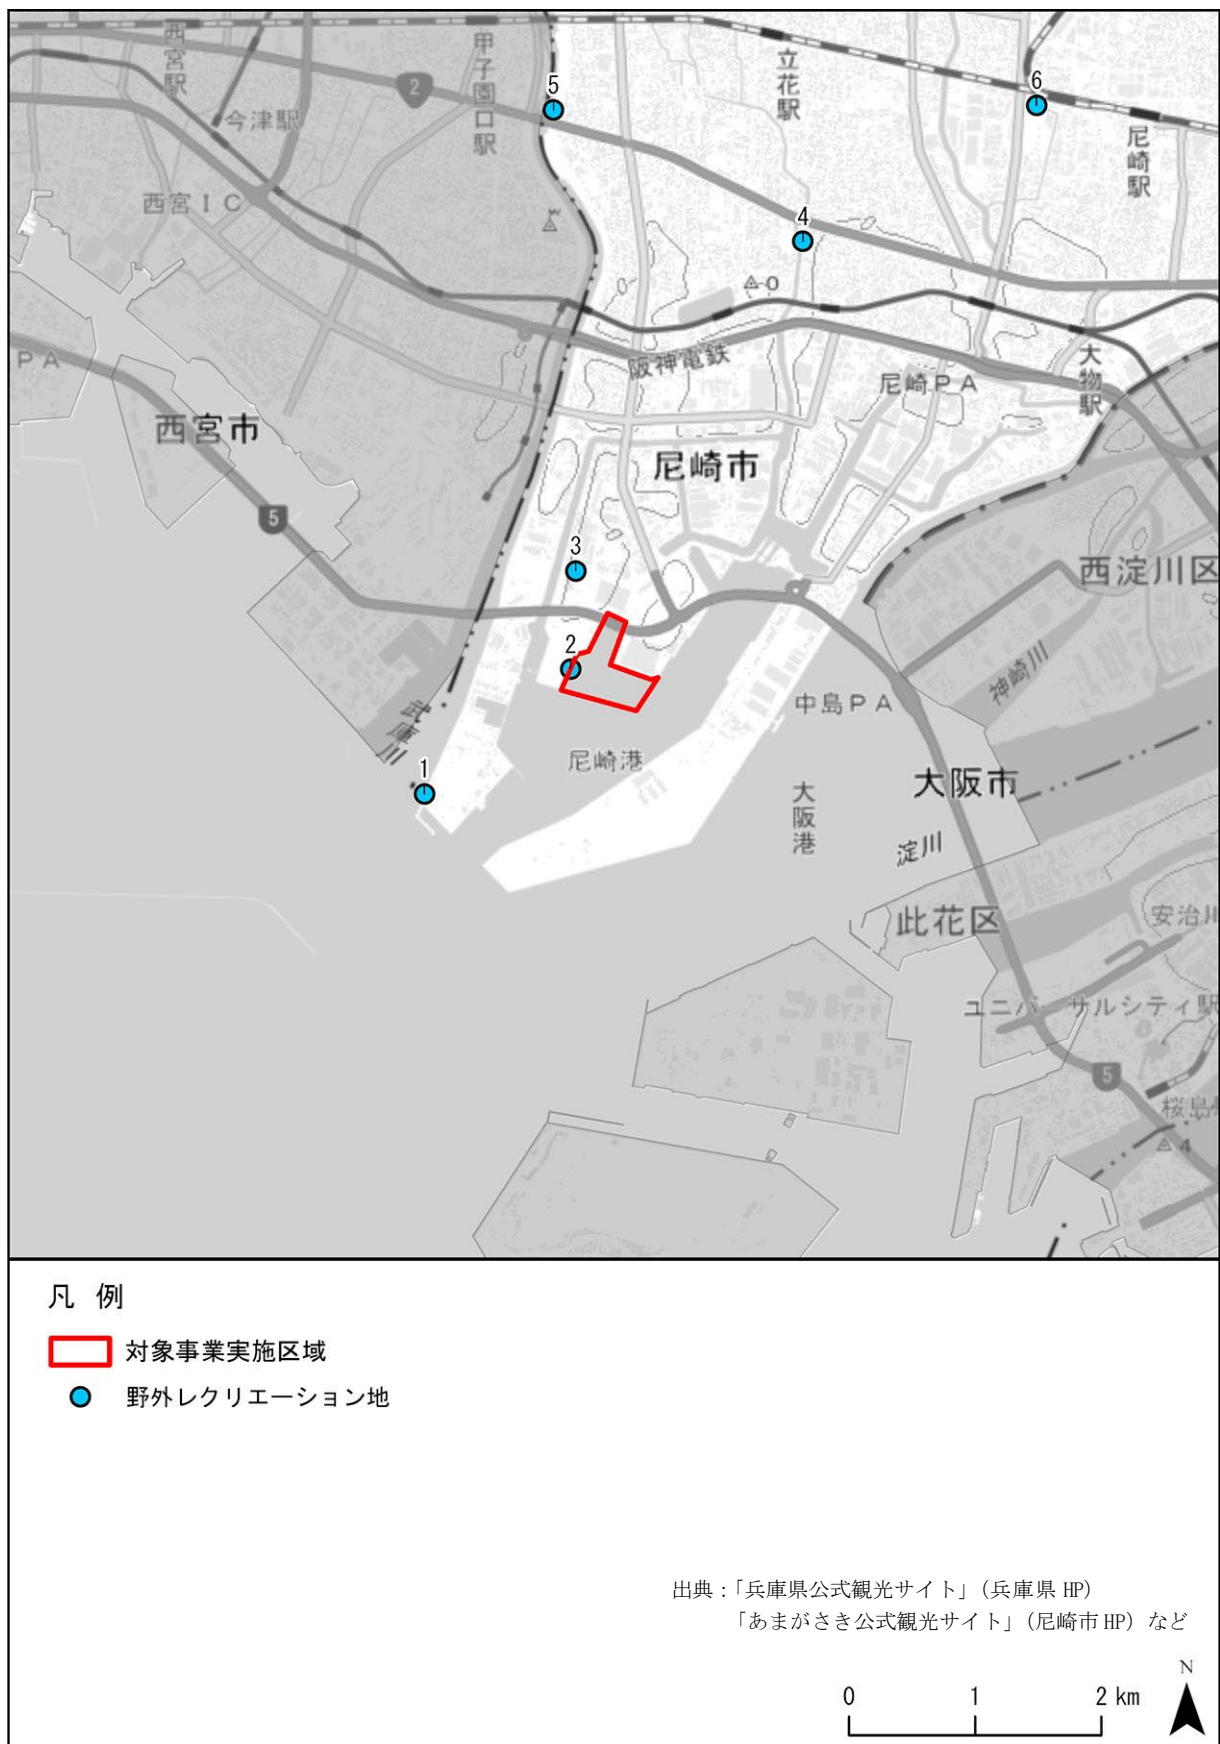 西宮駅
甲子園口駅
立花駅
5
6
2
今津駅
尼崎駅
西宮IC
4
0
PA
阪神電鉄
尼崎PA
大物駅
西宮市
尼崎市
5
3
西淀川区
2
神崎川
中島PA
武庫川
尼崎港
1
大阪港
大阪市
淀川
此花区
安治川
ユニバーサルシティ駅
5
桜島
4
凡 例
対象事業実施区域
野外レクリエーション地
出典:「兵庫県公式観光サイト」(兵庫県 HP)
「あまがさき公式観光サイト」(尼崎市 HP) など
N
0 1 2 km